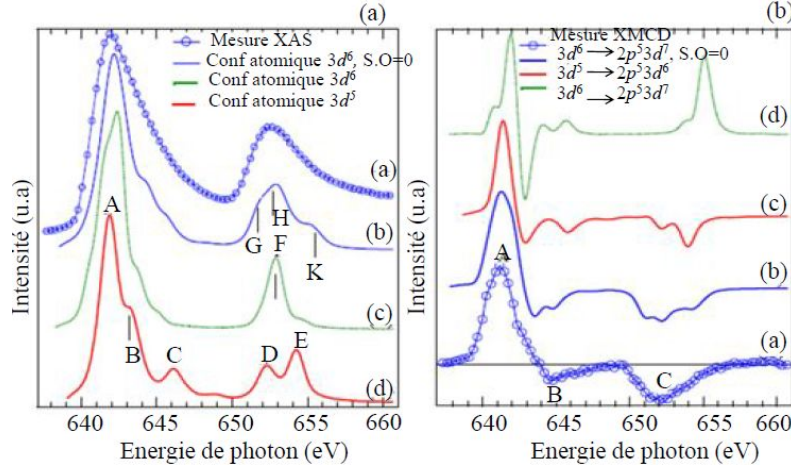 (a)
Mesure XAS
Conf atomique 3d⁶, S.O=0
Conf atomique 3d⁶
Conf atomique 3d⁵
(a)
A
G
H
F
K
(b)
(c)
B
C
D
E
(d)
Intensité (u.a)
640
645
650
655
660
Energie de photon (eV)
(b)
Mesure XMCD
3d⁶ → 2p⁵3d⁷, S.O=0
3d⁵ → 2p⁵3d⁶
3d⁶ → 2p⁵3d⁷
(d)
(c)
A
(b)
(a)
B
C
Intensité (u.a)
640
645
650
655
660
Energie de photon (eV)